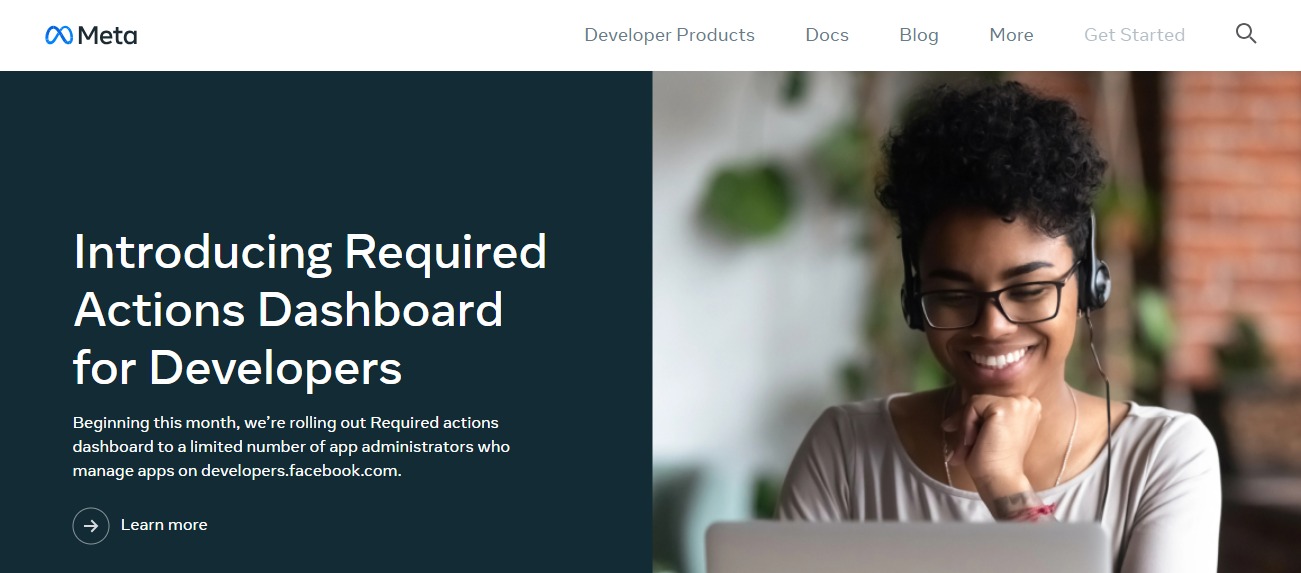 Meta
Developer Products
Docs
Blog
More
Get Started
Introducing Required
Actions Dashboard
for Developers
Beginning this month, we’re rolling out Required actions
dashboard to a limited number of app administrators who
manage apps on developers.facebook.com.
Learn more